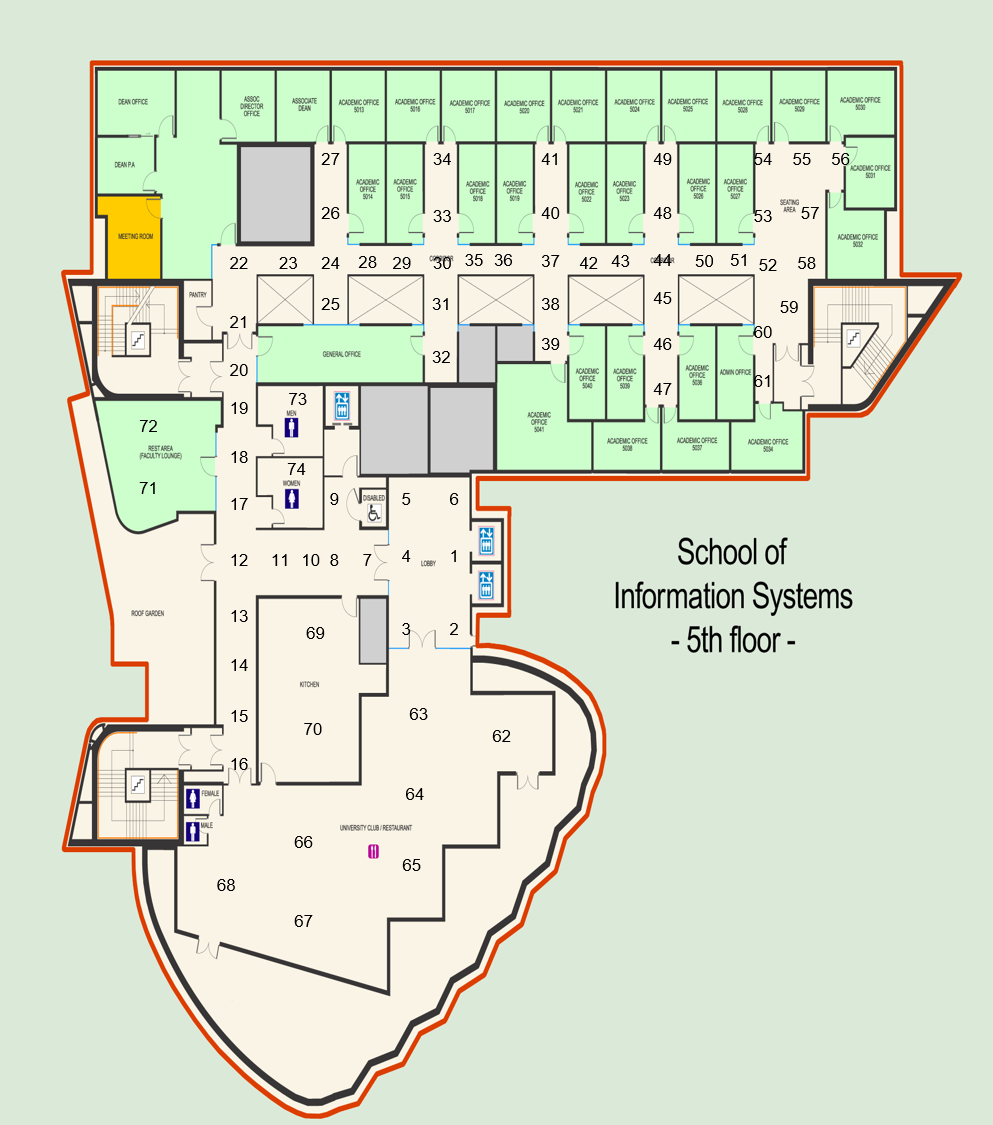 DEAN OFFICE
ASSOC
DIRECTOR
OFFICE
ASSOCIATE
DEAN
ACADEMIC OFFICE
5013
ACADEMIC OFFICE
5016
ACADEMIC OFFICE
5017
ACADEMIC OFFICE
5020
ACADEMIC OFFICE
5021
ACADEMIC OFFICE
5024
ACADEMIC OFFICE
5025
ACADEMIC OFFICE
5028
ACADEMIC OFFICE
5029
ACADEMIC OFFICE
5030
DEAN P.A
27
34
41
49
54
55
56
ACADEMIC
OFFICE
5014
ACADEMIC
OFFICE
5015
ACADEMIC
OFFICE
5018
ACADEMIC
OFFICE
5019
ACADEMIC
OFFICE
5022
ACADEMIC
OFFICE
5023
ACADEMIC
OFFICE
5026
ACADEMIC
OFFICE
5027
ACADEMIC OFFICE
5031
SEATING
AREA
26
33
40
48
53
57
MEETING ROOM
ACADEMIC OFFICE
5032
22
23
24
28
29
30
35
36
37
42
43
44
50
51
52
58
PANTRY
25
31
38
45
59
21
60
GENERAL OFFICE
32
39
46
20
ACADEMIC
OFFICE
5040
ACADEMIC
OFFICE
5039
ACADEMIC
OFFICE
5036
ADMIN OFFICE
61
47
73
MEN
19
72
REST AREA
(FACULTY LOUNGE)
ACADEMIC
OFFICE
5041
ACADEMIC OFFICE
5038
ACADEMIC OFFICE
5037
ACADEMIC OFFICE
5034
18
74
WOMEN
71
17
9
DISABLED
5
6
12
11
10
8
7
4
1
LOBBY
School of
Information Systems
- 5th floor -
ROOF GARDEN
13
69
3
2
14
KITCHEN
15
70
63
62
16
FEMALE
64
MALE
UNIVERSITY CLUB / RESTAURANT
66
65
68
67